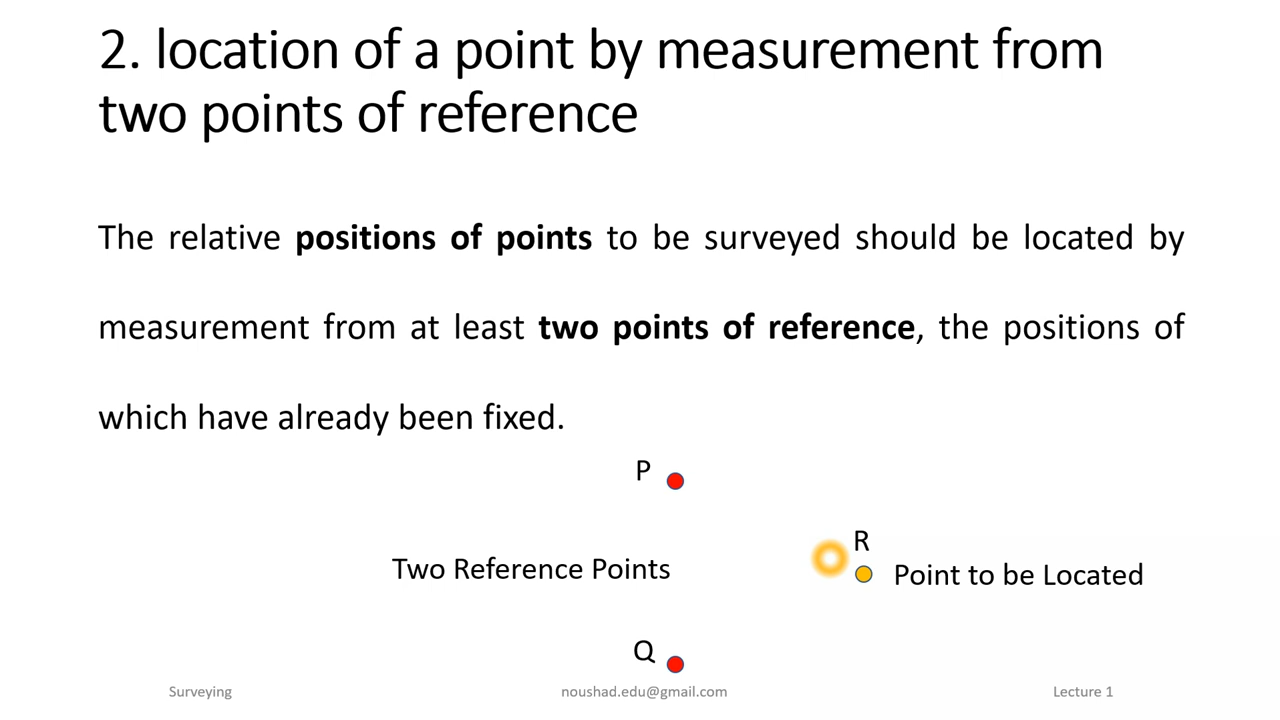 2. location of a point by measurement from
two points of reference
The relative positions of points to be surveyed should be located by
measurement from at least two points of reference, the positions of
which have already been fixed.
P
R
Two Reference Points
Point to be Located
Q
Surveying
noushad.edu@gmail.com
Lecture 1